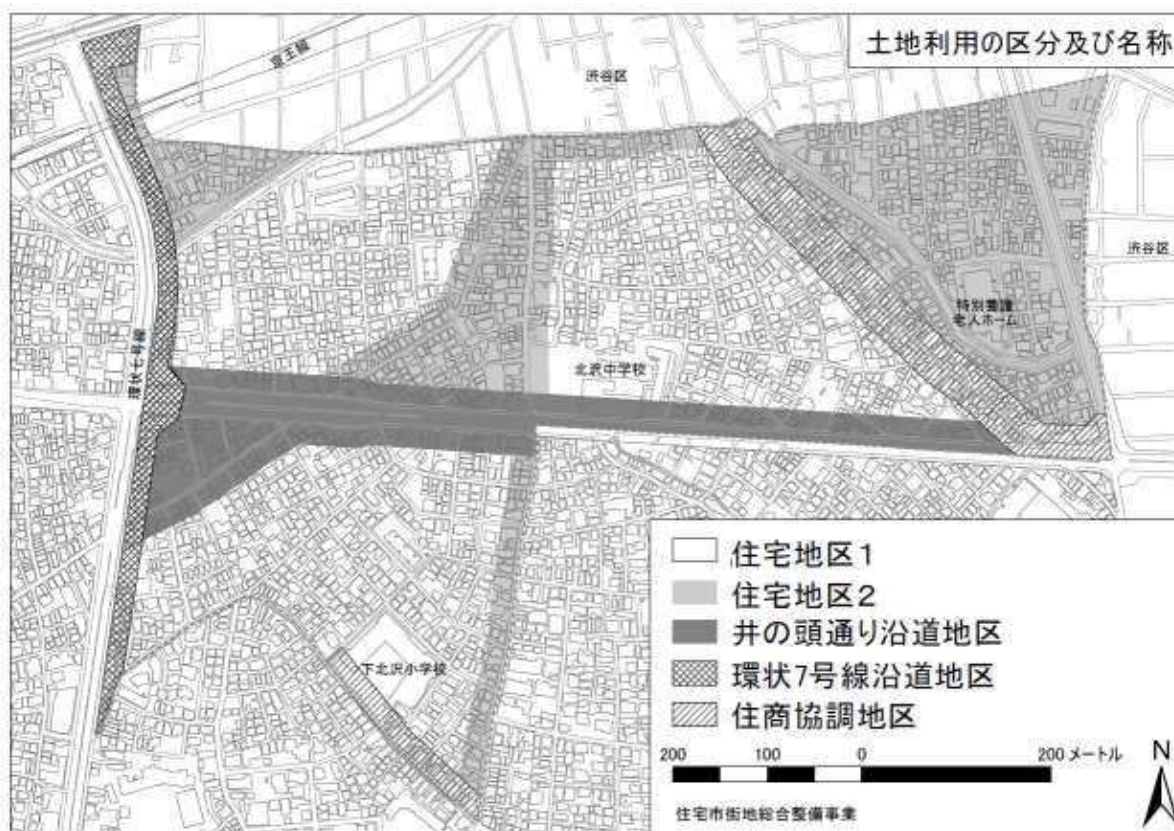 土地利用の区分及び名称
京王線
渋谷区
渋谷区
特別養護
老人ホーム
環状七号線
北沢中学校
下北沢小学校
住宅地区1
住宅地区2
井の頭通り沿道地区
環状7号線沿道地区
住商協調地区
200 100 0 200 メートル
N
住宅市街地総合整備事業